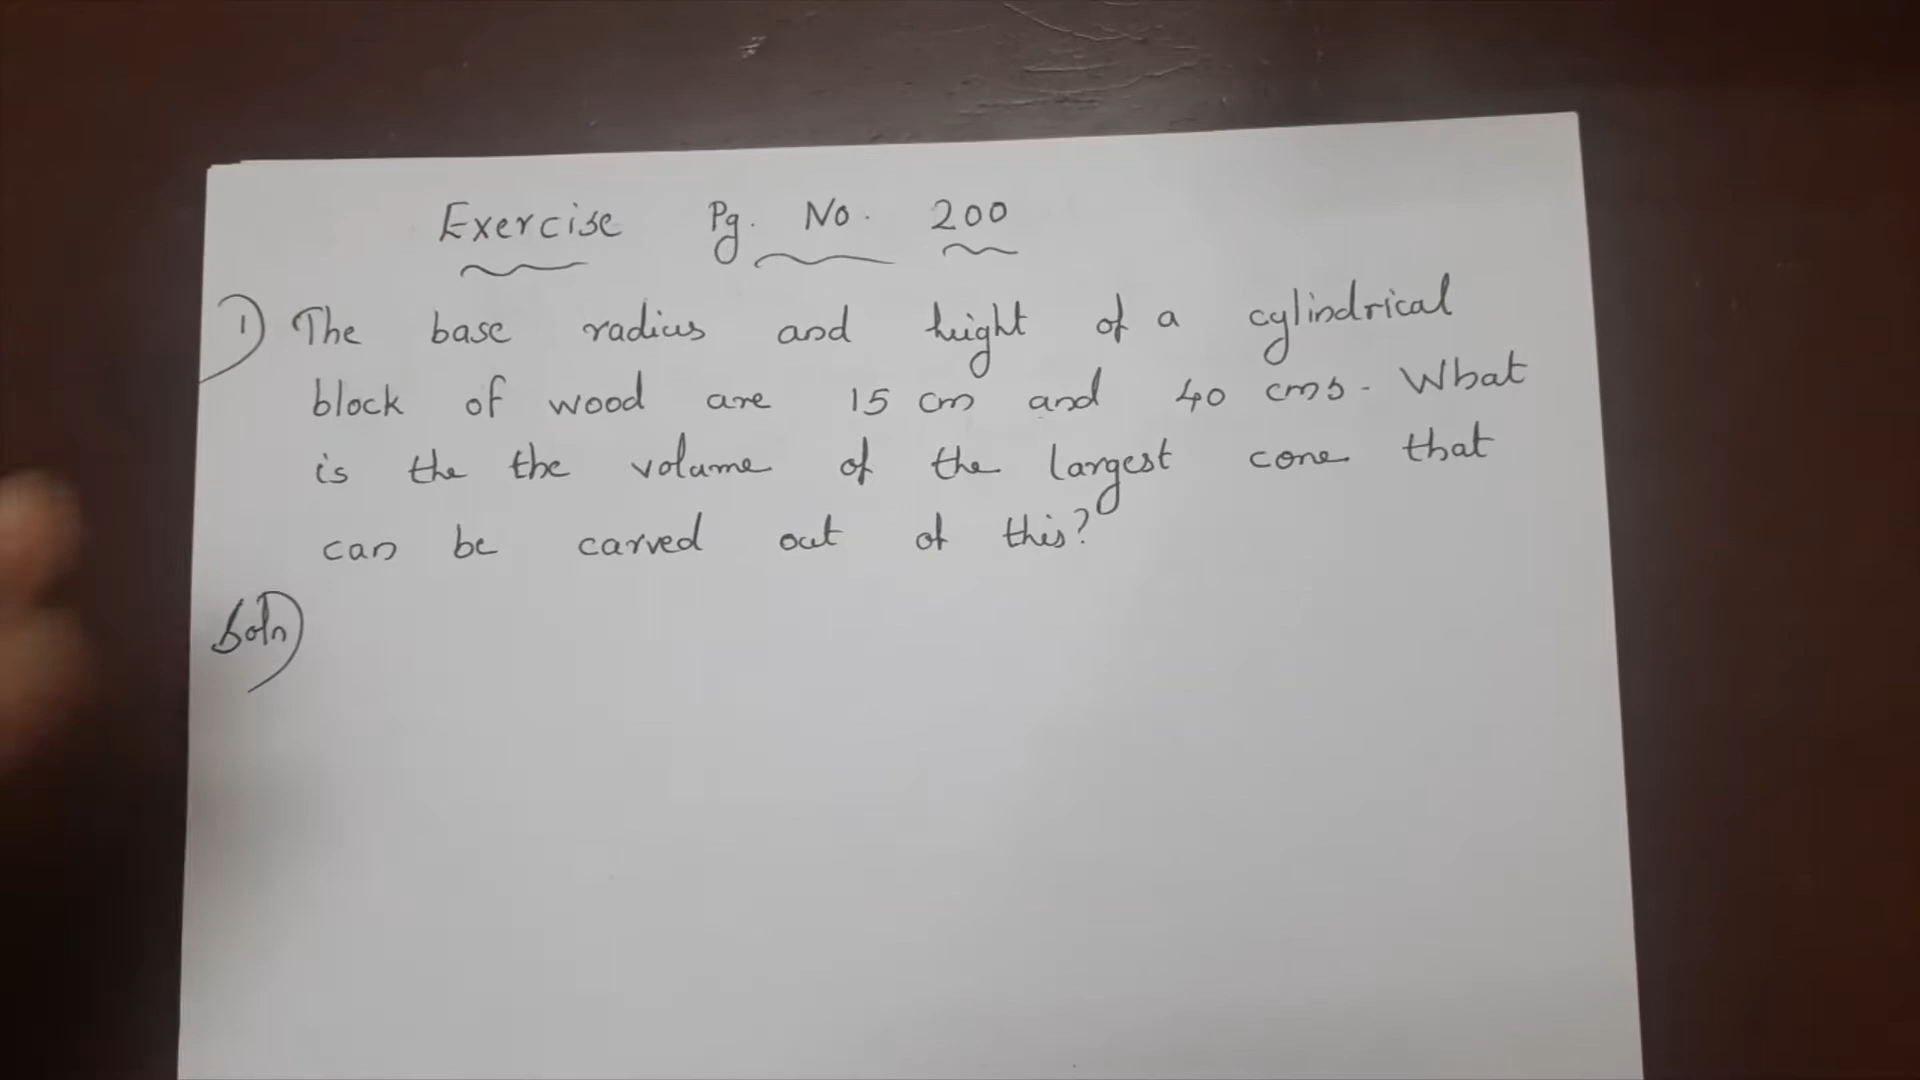 Exercise Pg. No. 200
1) The base radius and height of a cylindrical
block of wood are 15 cm and 40 cms. What
is the the volume of the largest cone that
can be carved out of this?
Soln)